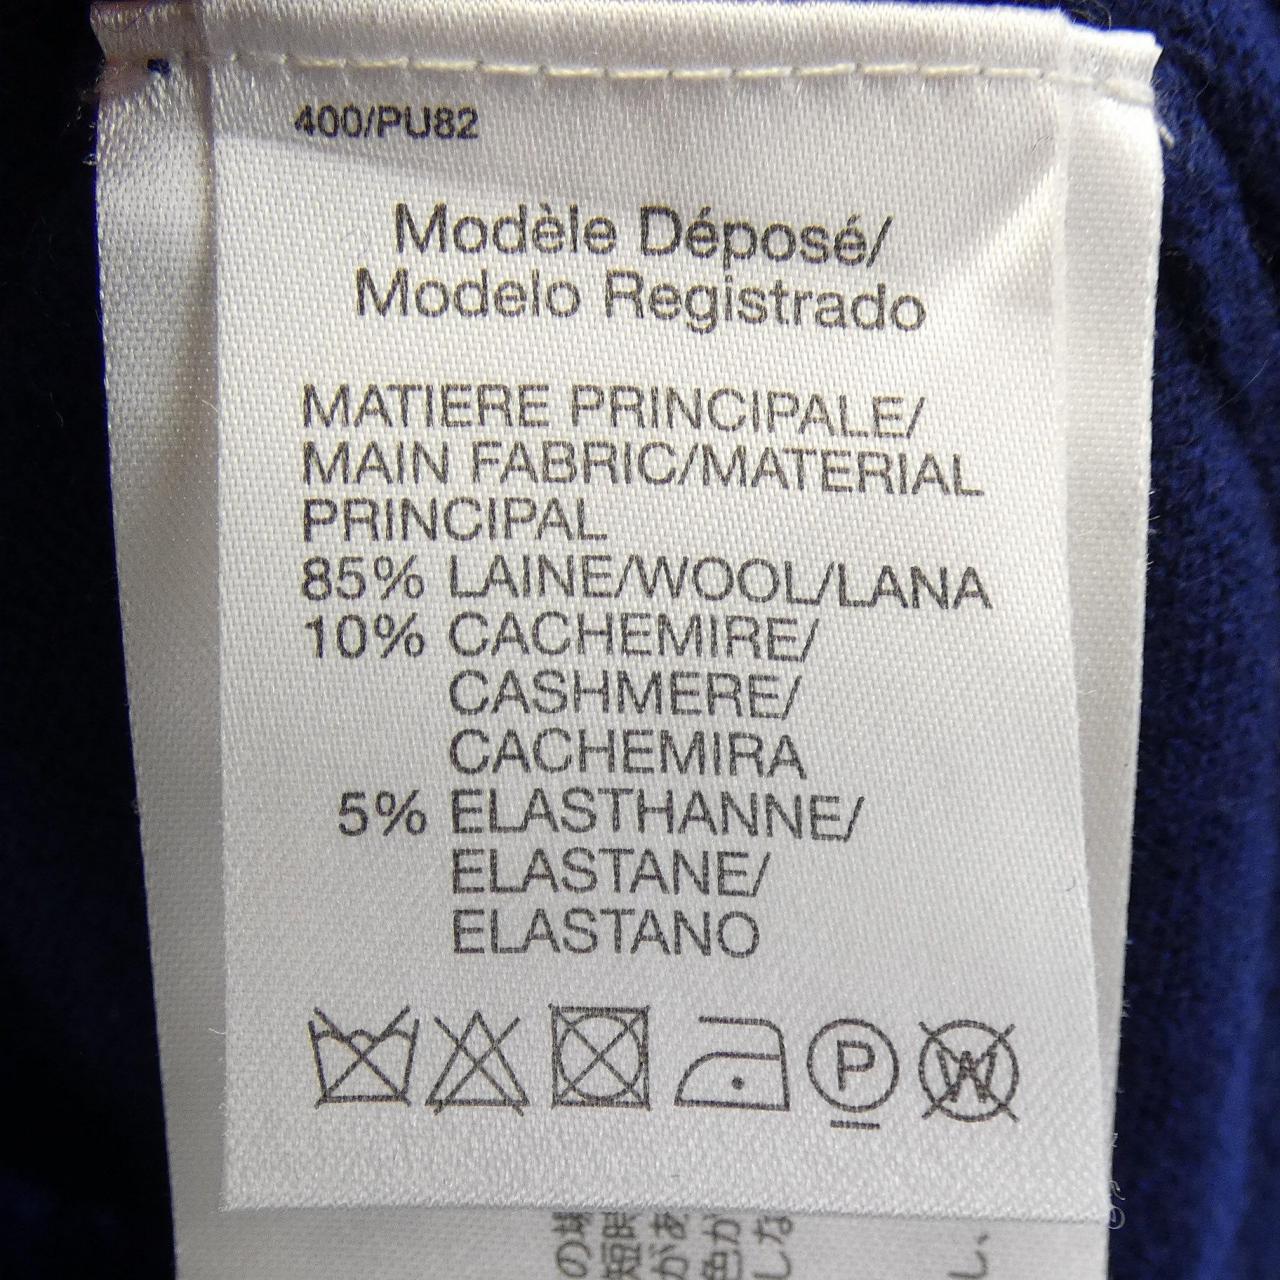 400/PU82
Modèle Déposé/
Modelo Registrado
MATIERE PRINCIPALE/
MAIN FABRIC/MATERIAL
PRINCIPAL
85% LAINE/WOOL/LANA
10% CACHEMIRE/
CASHMERE/
CACHEMIRA
5% ELASTHANNE/
ELASTANE/
ELASTANO
P
W